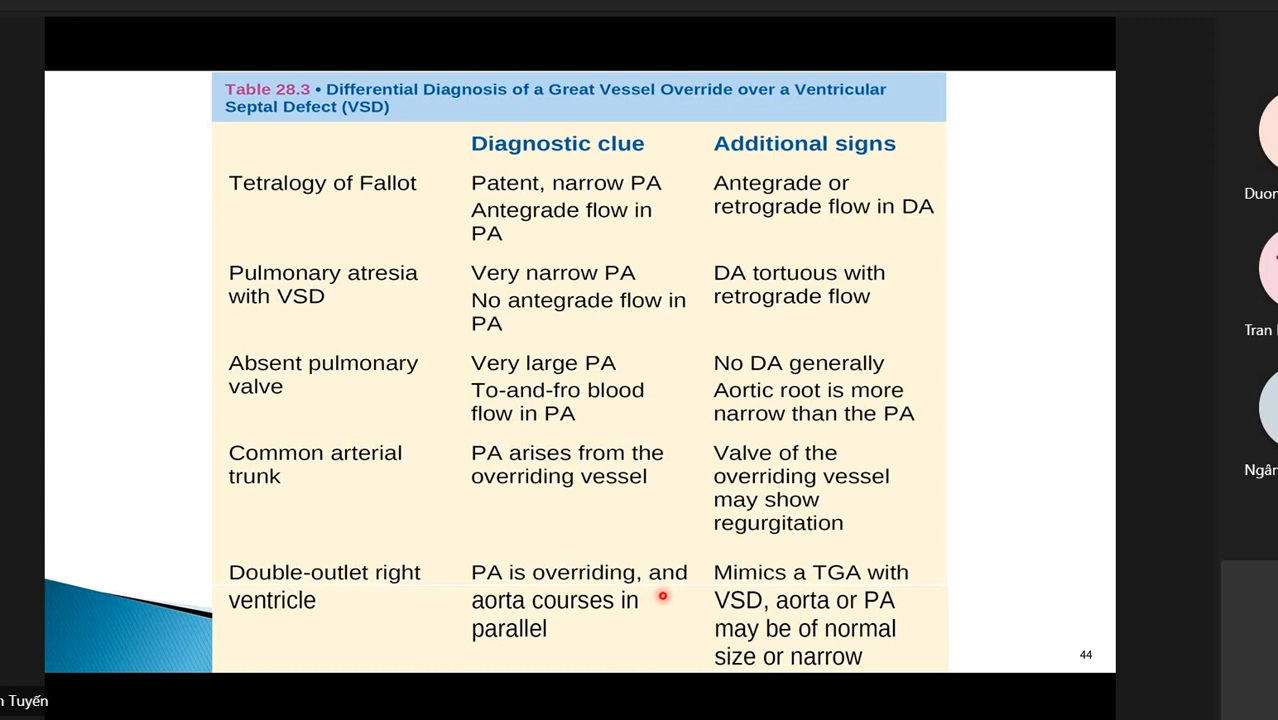 Table 28.3 • Differential Diagnosis of a Great Vessel Override over a Ventricular
Septal Defect (VSD)
Diagnostic clue
Additional signs
Tetralogy of Fallot
Patent, narrow PA
Antegrade flow in
PA
Antegrade or
retrograde flow in DA
Pulmonary atresia
with VSD
Very narrow PA
No antegrade flow in
PA
DA tortuous with
retrograde flow
Absent pulmonary
valve
Very large PA
To-and-fro blood
flow in PA
No DA generally
Aortic root is more
narrow than the PA
Common arterial
trunk
PA arises from the
overriding vessel
Valve of the
overriding vessel
may show
regurgitation
Double-outlet right
ventricle
PA is overriding, and
aorta courses in
parallel
Mimics a TGA with
VSD, aorta or PA
may be of normal
size or narrow
44
Tuyến
Tran
Ngân